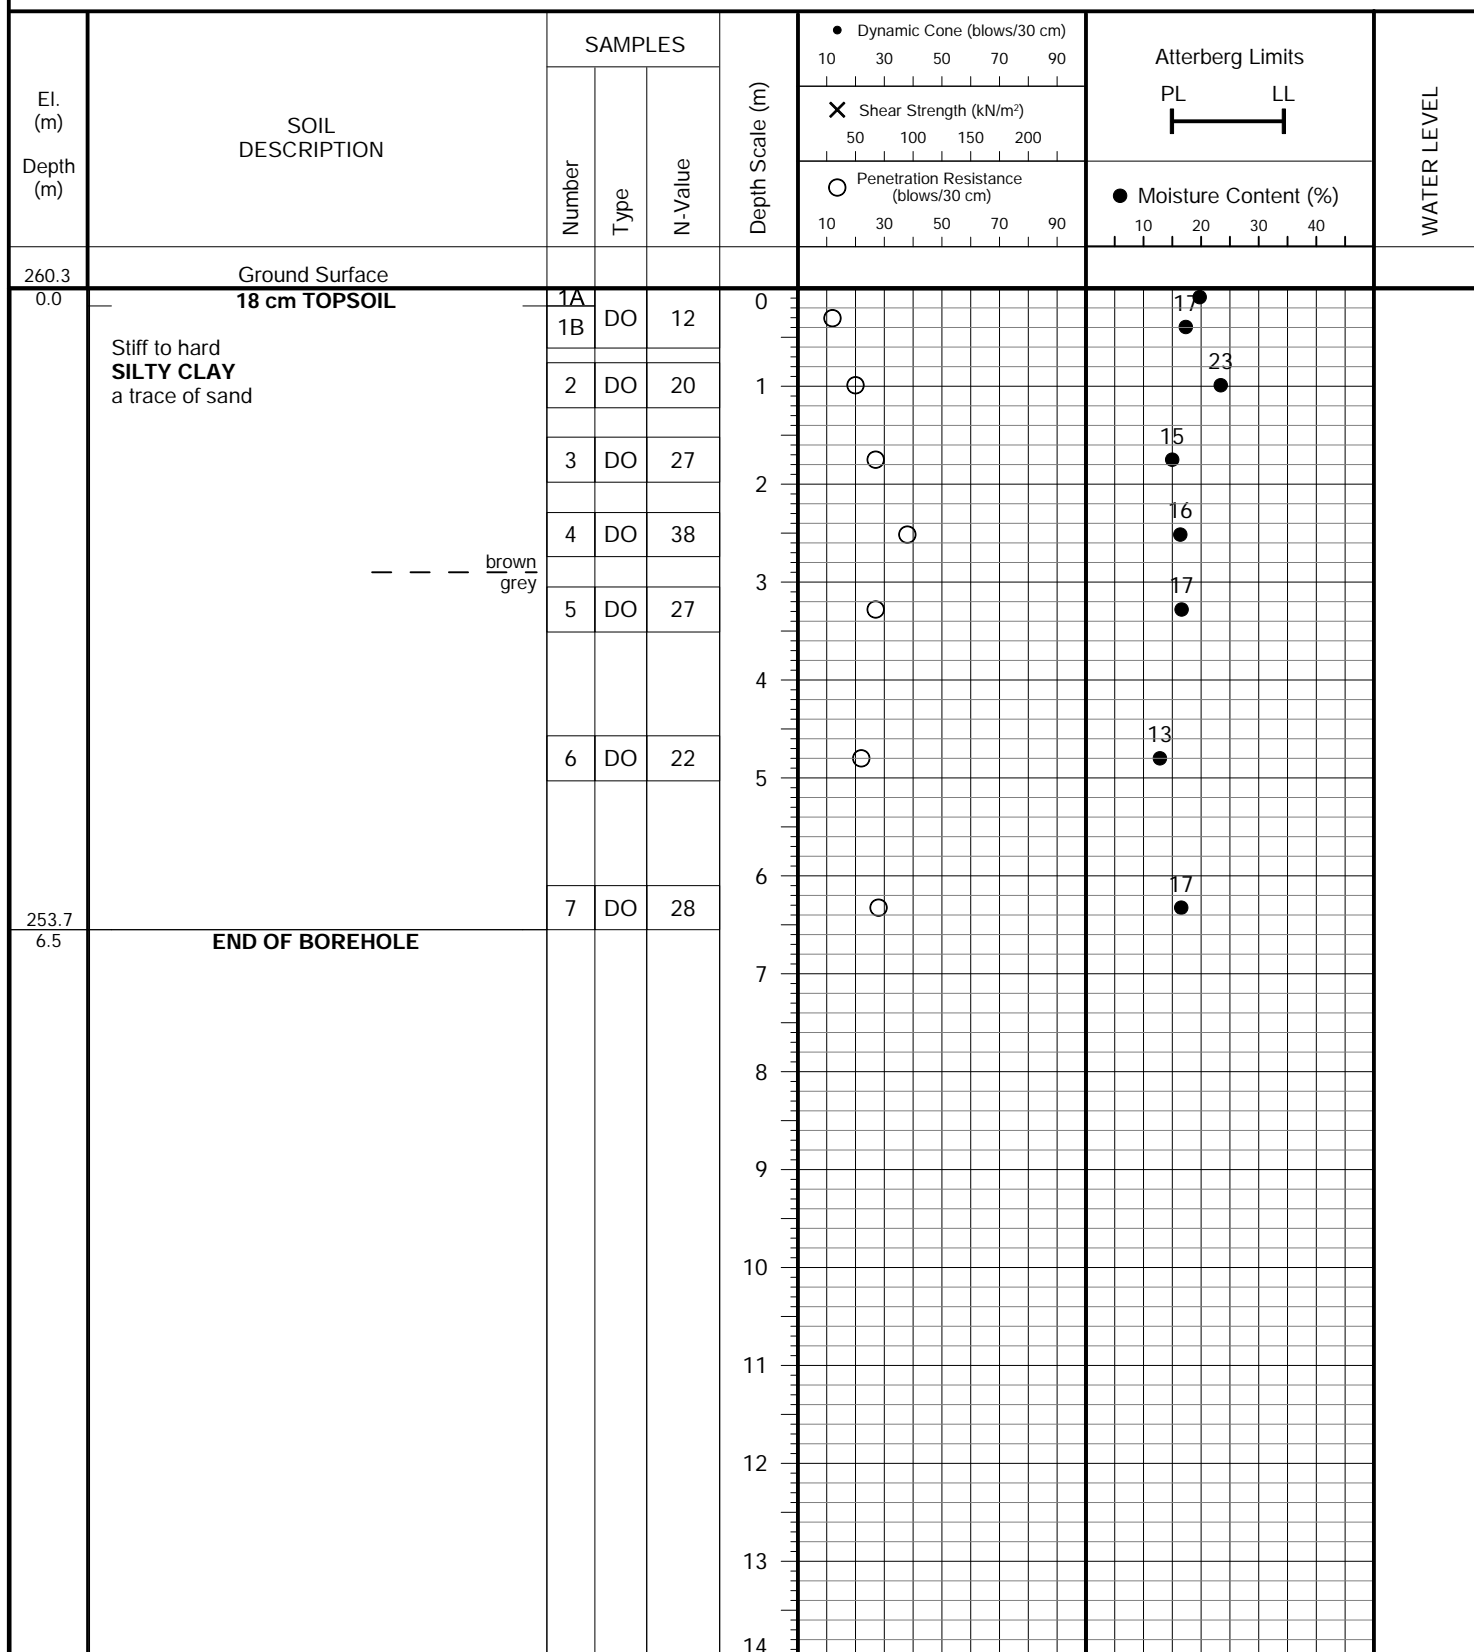 El.
(m)
Depth
(m)
SOIL
DESCRIPTION
SAMPLES
Number
Type
N-Value
Depth Scale (m)
Dynamic Cone (blows/30 cm)
10 30 50 70 90
Shear Strength (kN/m²)
50 100 150 200
Penetration Resistance
(blows/30 cm)
10 30 50 70 90
Atterberg Limits
PL LL
Moisture Content (%)
10 20 30 40
WATER LEVEL
260.3 Ground Surface
0.0 18 cm TOPSOIL 1A 0
1B DO 12 17
Stiff to hard
SILTY CLAY
a trace of sand
23
2 DO 20 1
15
3 DO 27
2
16
4 DO 38
brown
grey
3 17
5 DO 27
4
13
6 DO 22
5
6
17
7 DO 28
253.7
6.5 END OF BOREHOLE
7
8
9
10
11
12
13
14